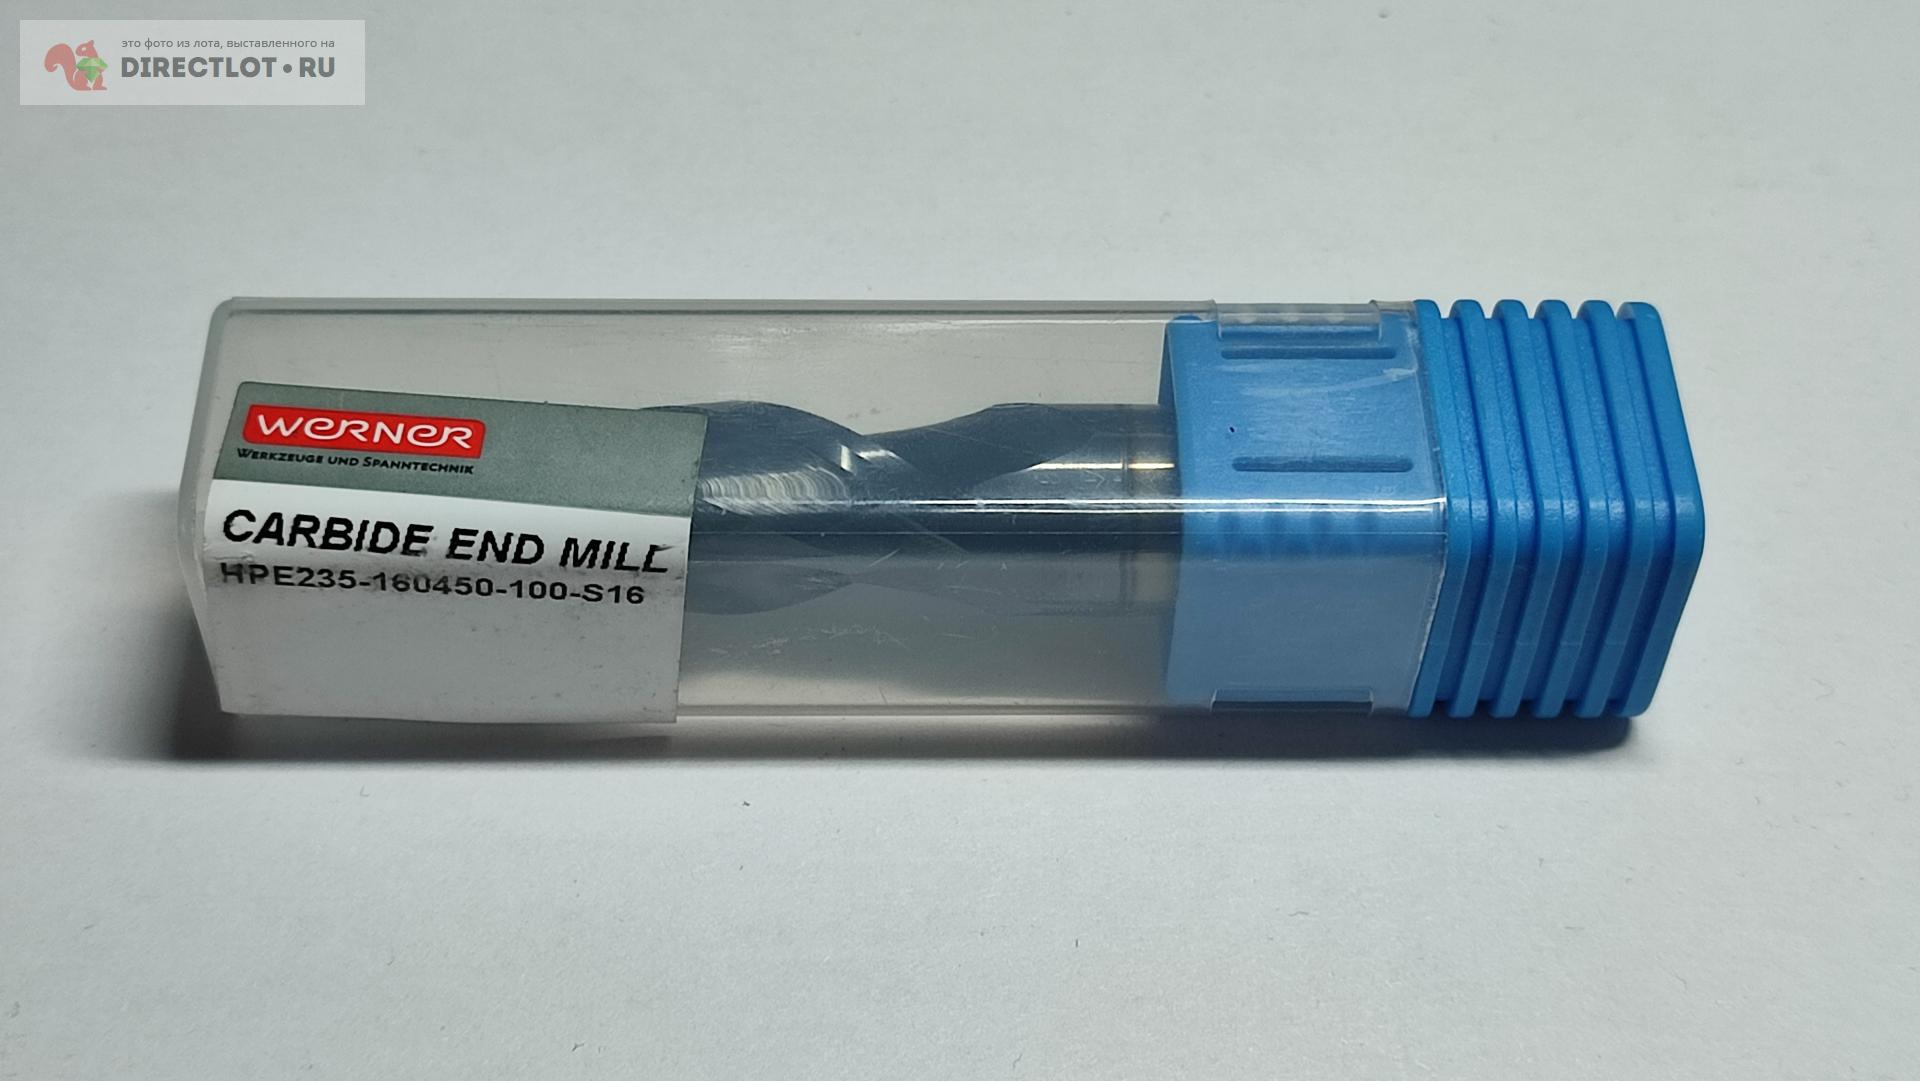 это фото из лота, выставленного на
DIRECTLOT•RU
WERNER
WERKZEUGE UND SPANNTECHNIK
CARBIDE END MILL
HPE235-160450-100-S16